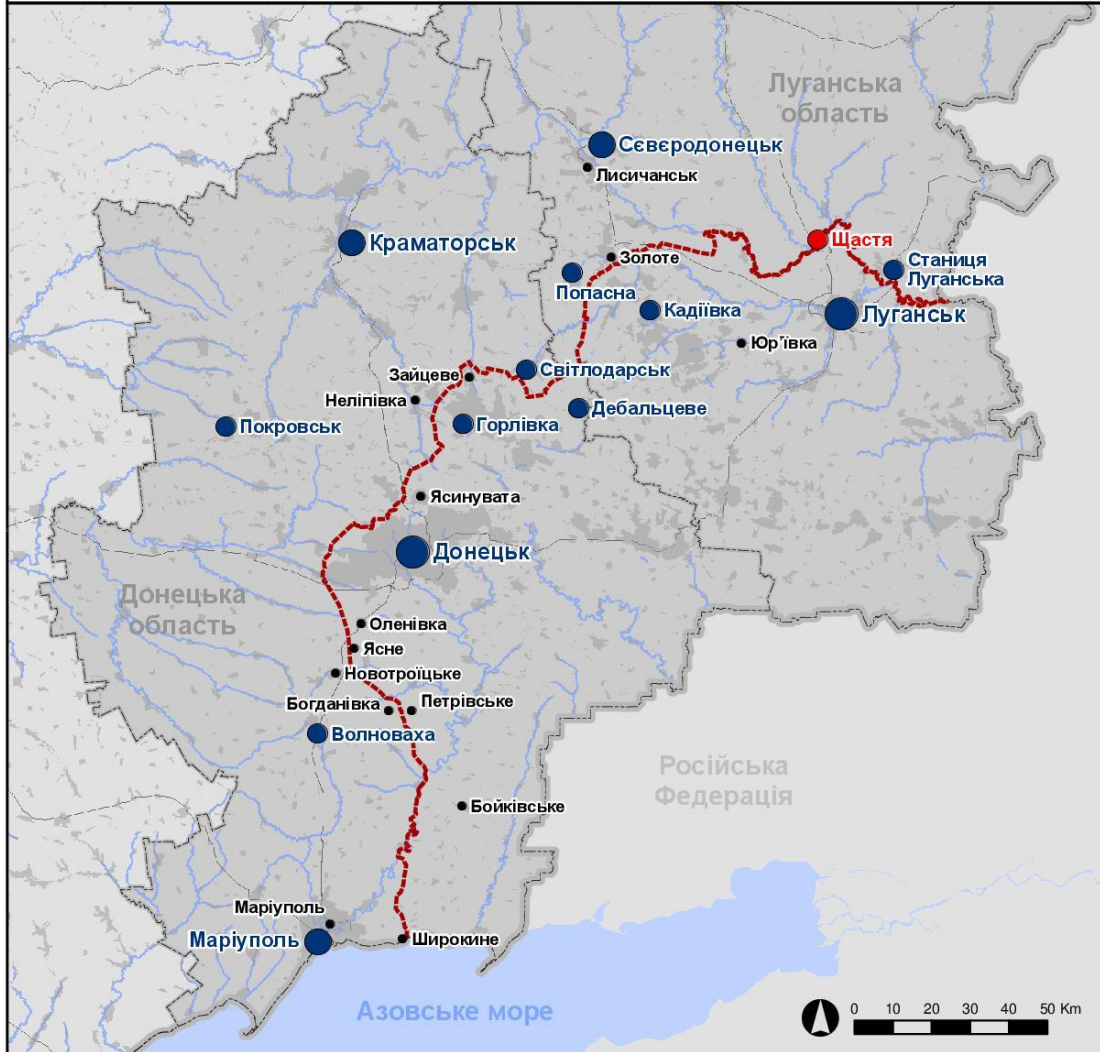 Луганська
область
Сєвєродонецьк
Лисичанськ
Краматорськ
Щастя
Золоте
Станиця
Луганська
Попасна
Кадіївка
Луганськ
Юр'ївка
Світлодарськ
Зайцеве
Неліпівка
Дебальцеве
Покровськ
Горлівка
Ясинувата
Донецьк
Донецька
область
Оленівка
Ясне
Новотроїцьке
Богданівка
Петрівське
Волноваха
Російська
Федерація
Бойківське
Маріуполь
Маріуполь
Широкине
Азовське море
0 10 20 30 40 50 Km